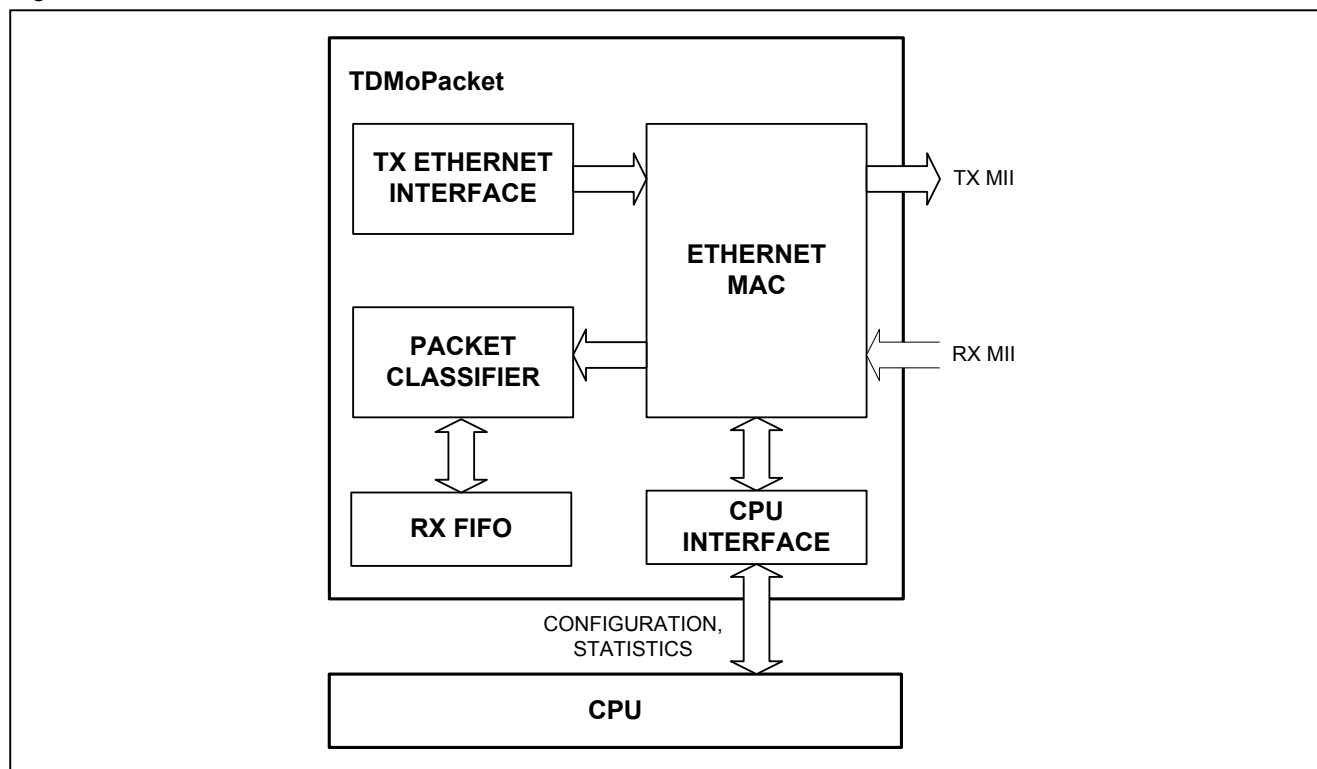 TDMoPacket
TX ETHERNET
INTERFACE
ETHERNET
MAC
TX MII
PACKET
CLASSIFIER
RX MII
RX FIFO
CPU
INTERFACE
CONFIGURATION,
STATISTICS
CPU